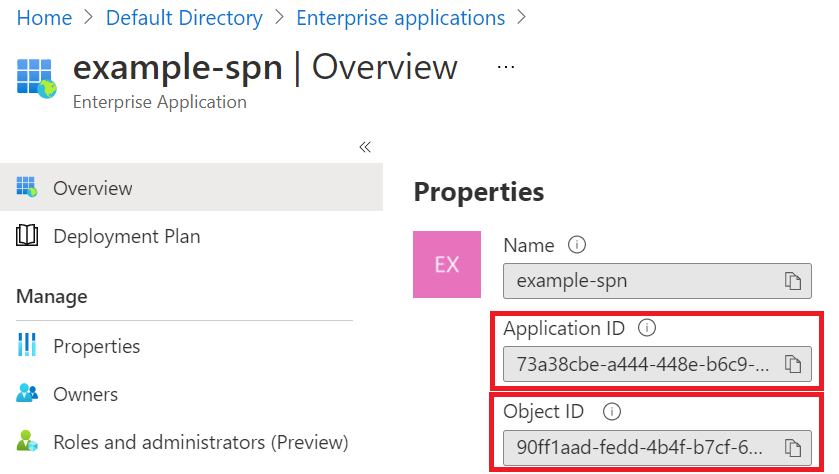 Home > Default Directory > Enterprise applications >
example-spn | Overview ...
Enterprise Application
«
Overview
Deployment Plan
Manage
Properties
Owners
Roles and administrators (Preview)
Properties
EX
Name
example-spn
Application ID
73a38cbe-a444-448e-b6c9-...
Object ID
90ff1aad-fedd-4b4f-b7cf-6...